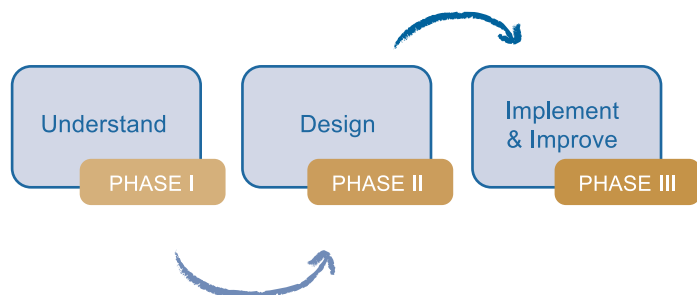 Understand
PHASE I
Design
PHASE II
Implement
& Improve
PHASE III